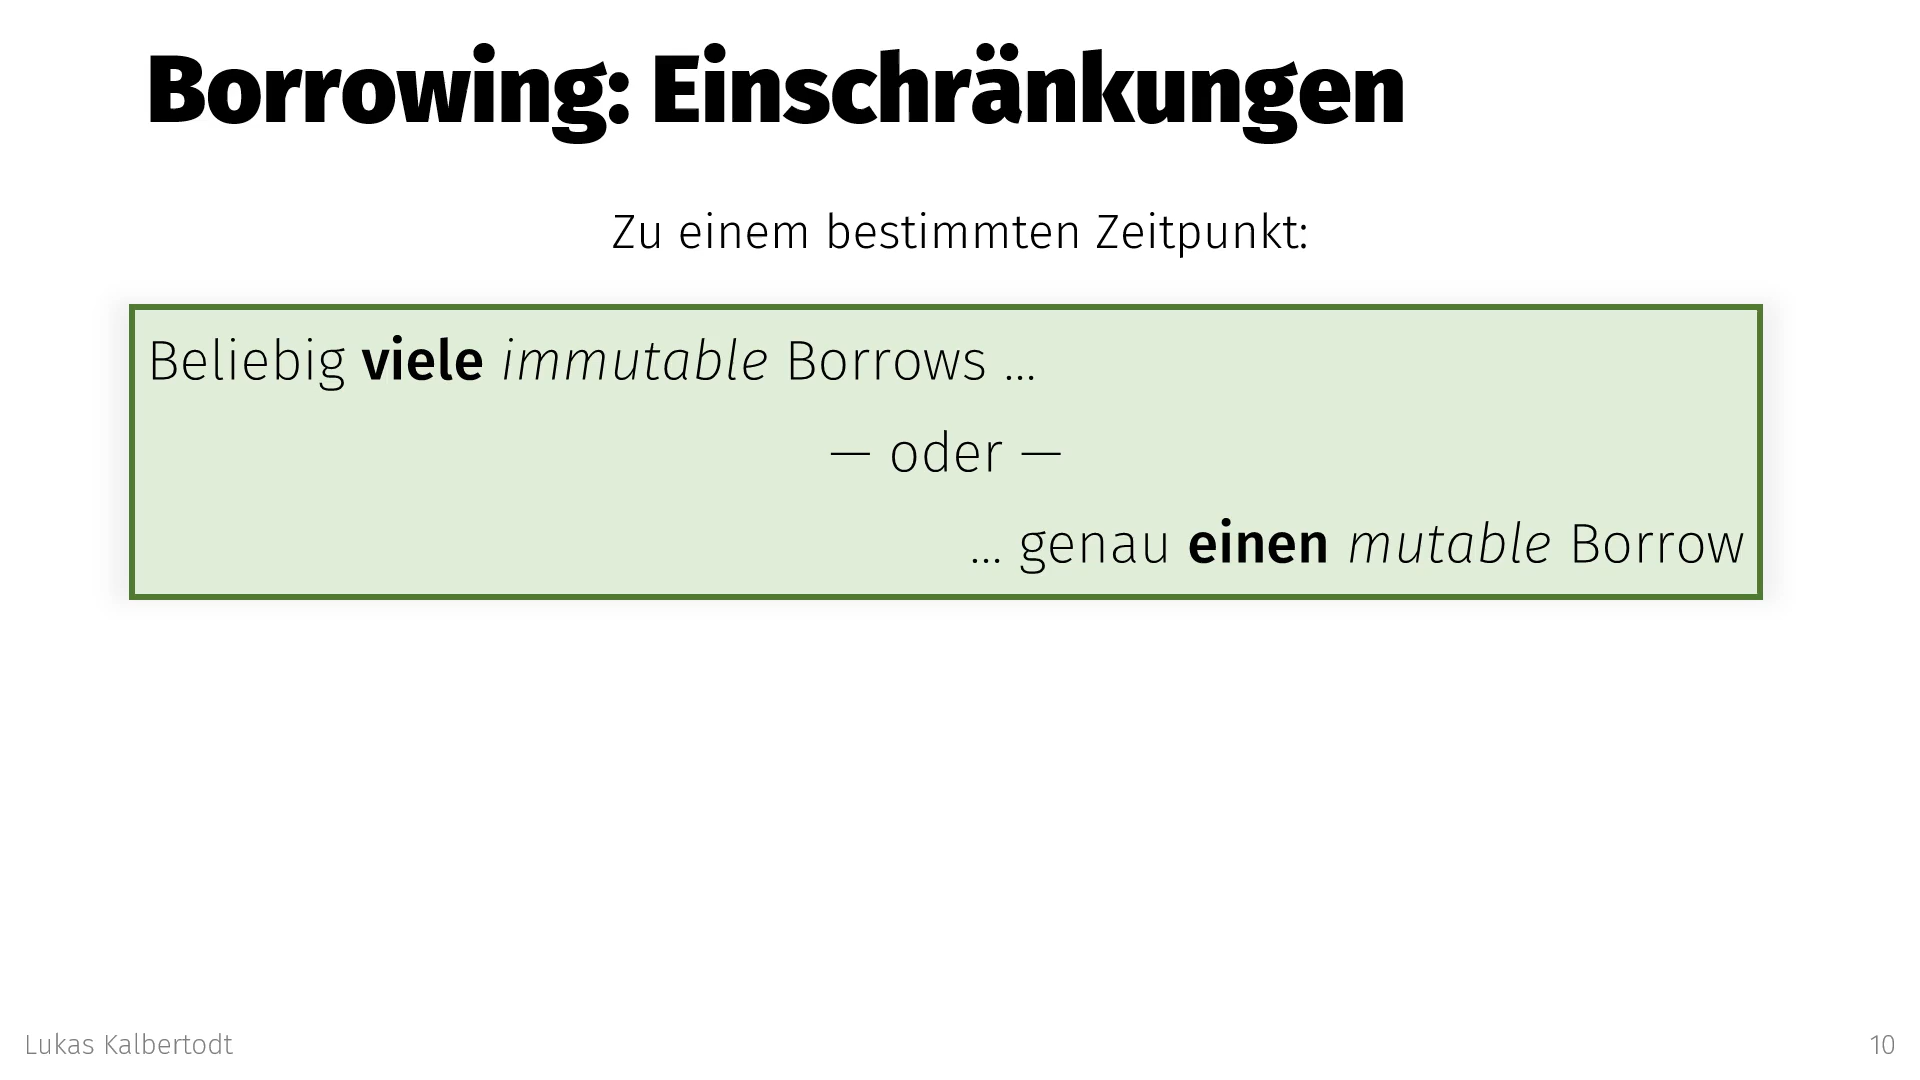 Borrowing: Einschränkungen
Zu einem bestimmten Zeitpunkt:
Beliebig viele immutable Borrows …
— oder —
… genau einen mutable Borrow
Lukas Kalbertodt
10